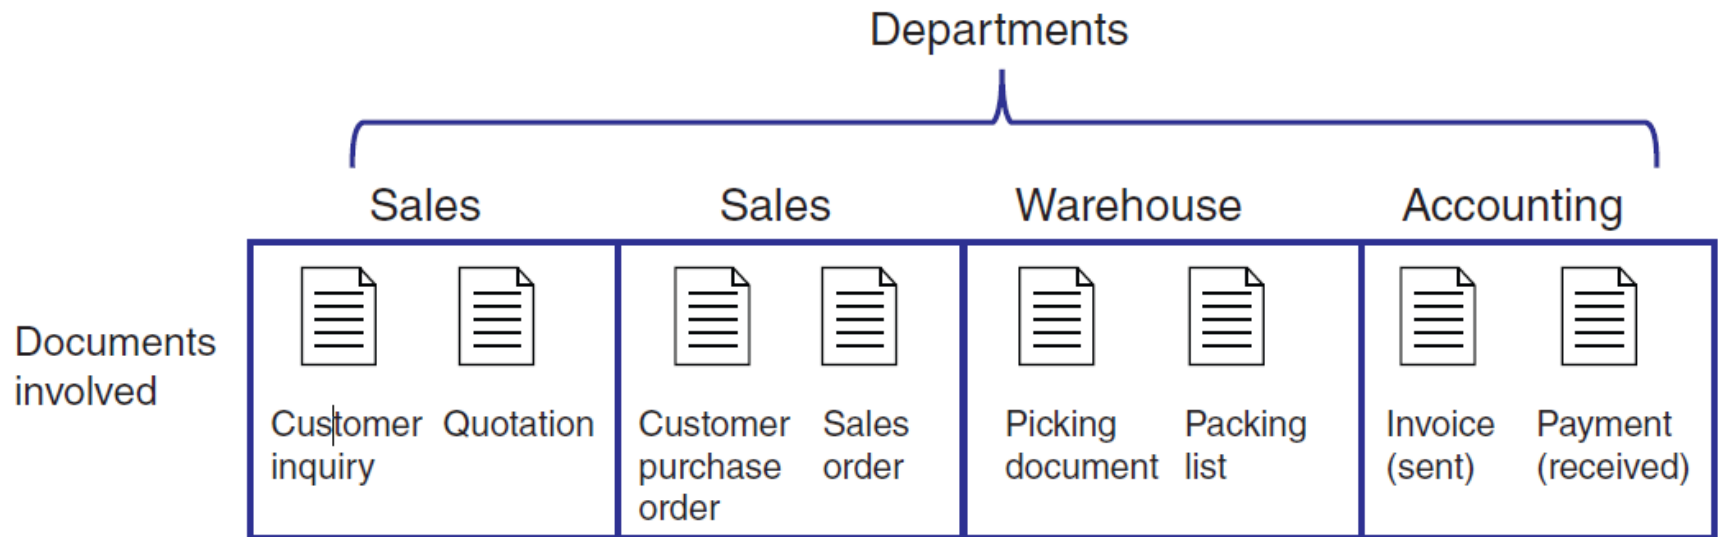 Departments
Sales
Sales
Warehouse
Accounting
Documents
involved
Customer
inquiry
Quotation
Customer
purchase
order
Sales
order
Picking
document
Packing
list
Invoice
(sent)
Payment
(received)